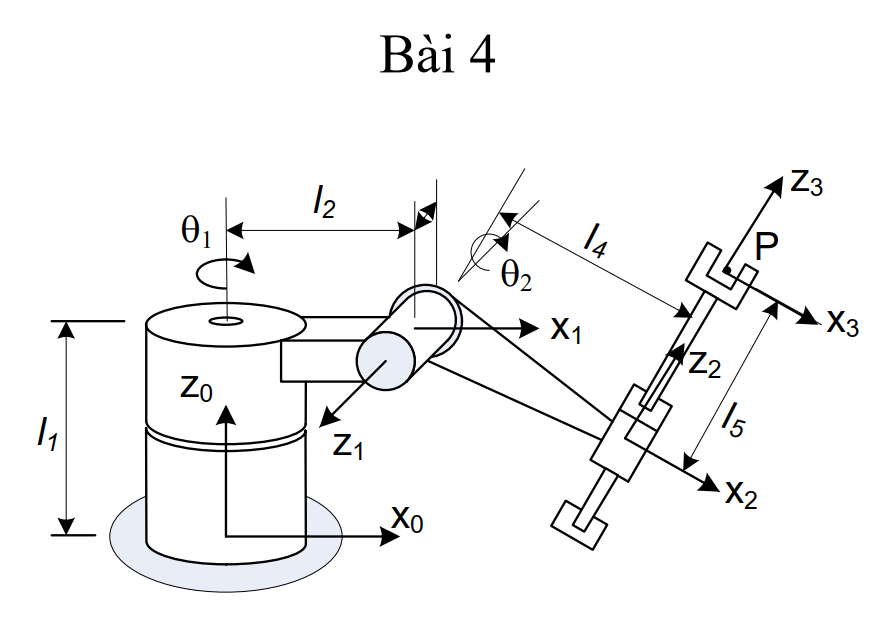 Bài 4
z₃
l₂
θ₁
l₄
P
θ₂
x₃
x₁
z₂
z₀
l₁
l₅
z₁
x₂
x₀